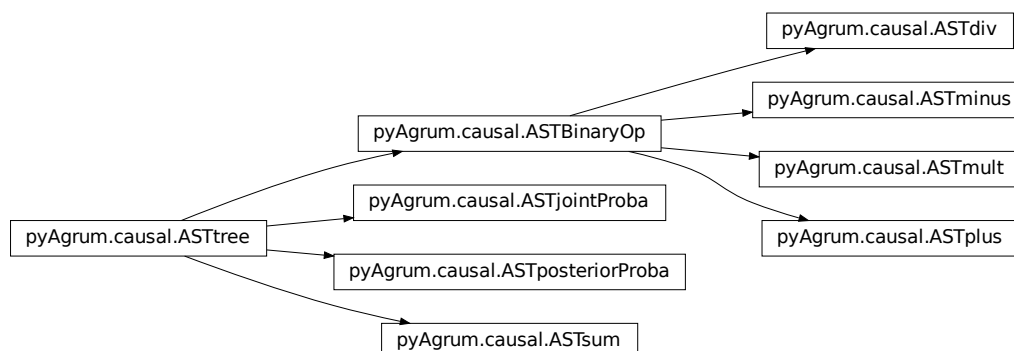 pyAgrum.causal.ASTdiv
pyAgrum.causal.ASTminus
pyAgrum.causal.ASTBinaryOp
pyAgrum.causal.ASTmult
pyAgrum.causal.ASTjointProba
pyAgrum.causal.ASTtree
pyAgrum.causal.ASTplus
pyAgrum.causal.ASTposteriorProba
pyAgrum.causal.ASTsum